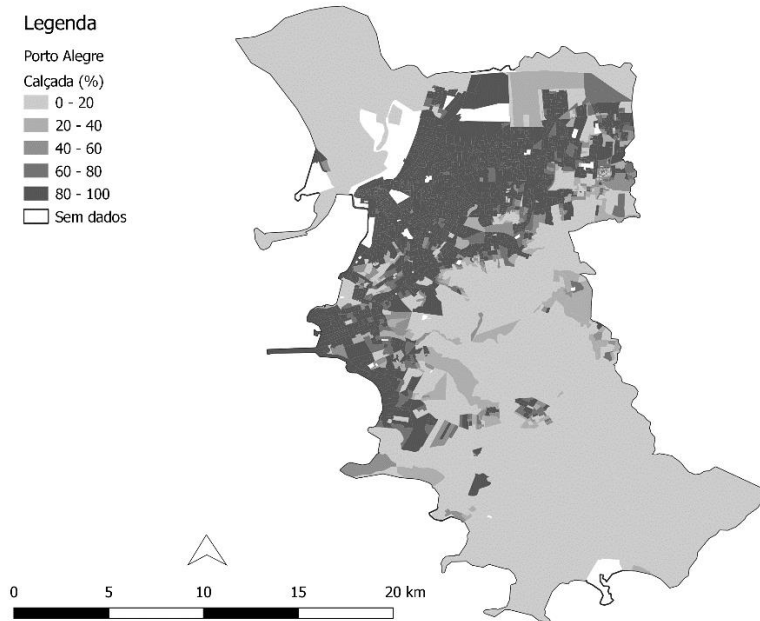 Legenda
Porto Alegre
Calçada (%)
0 - 20
20 - 40
40 - 60
60 - 80
80 - 100
Sem dados
0 5 10 15 20 km